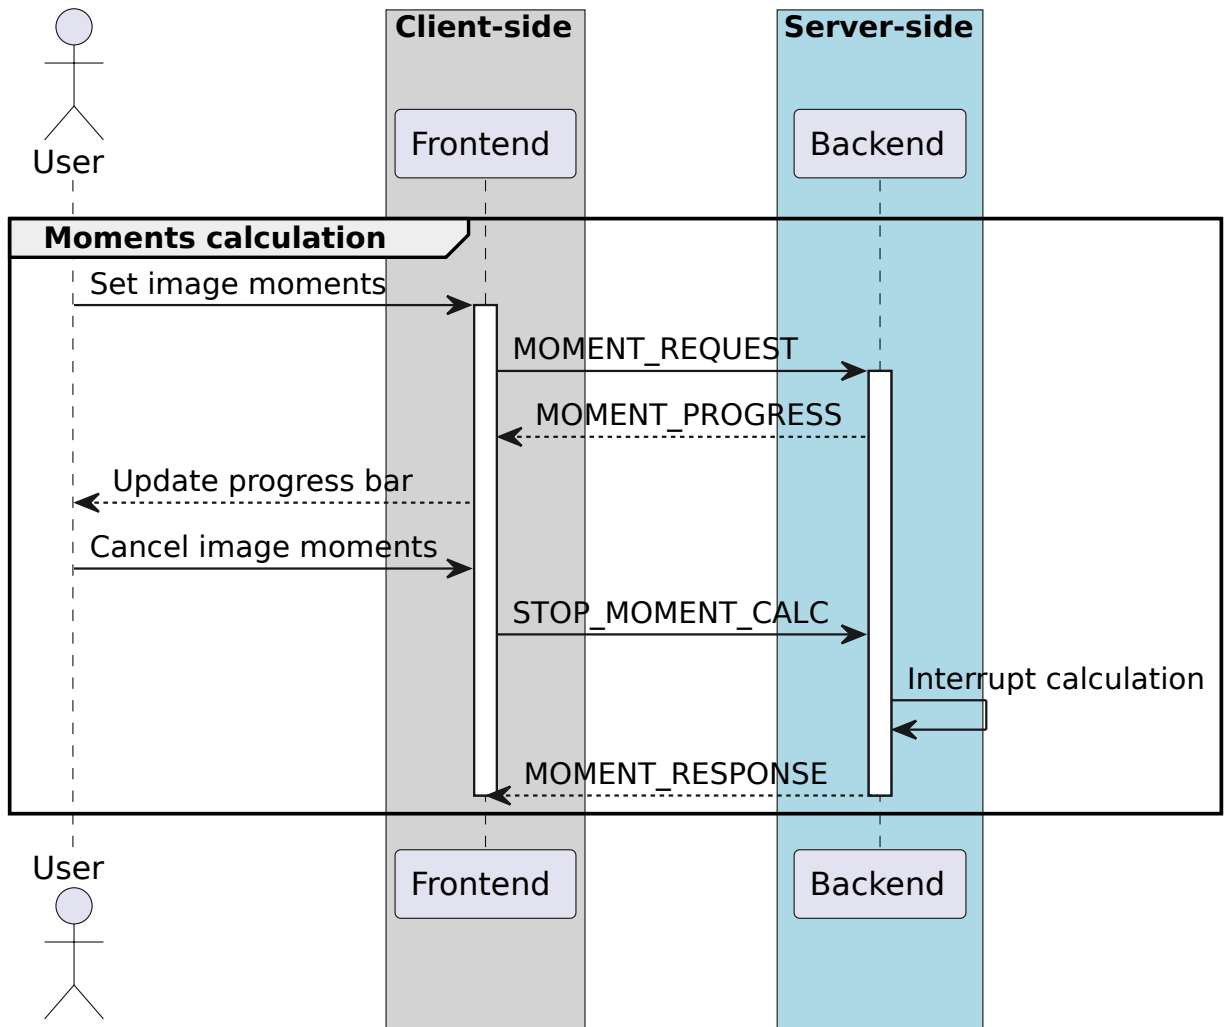 Client-side
Server-side
User
Frontend
Backend
Moments calculation
Set image moments
MOMENT_REQUEST
MOMENT_PROGRESS
Update progress bar
Cancel image moments
STOP_MOMENT_CALC
Interrupt calculation
MOMENT_RESPONSE
User
Frontend
Backend